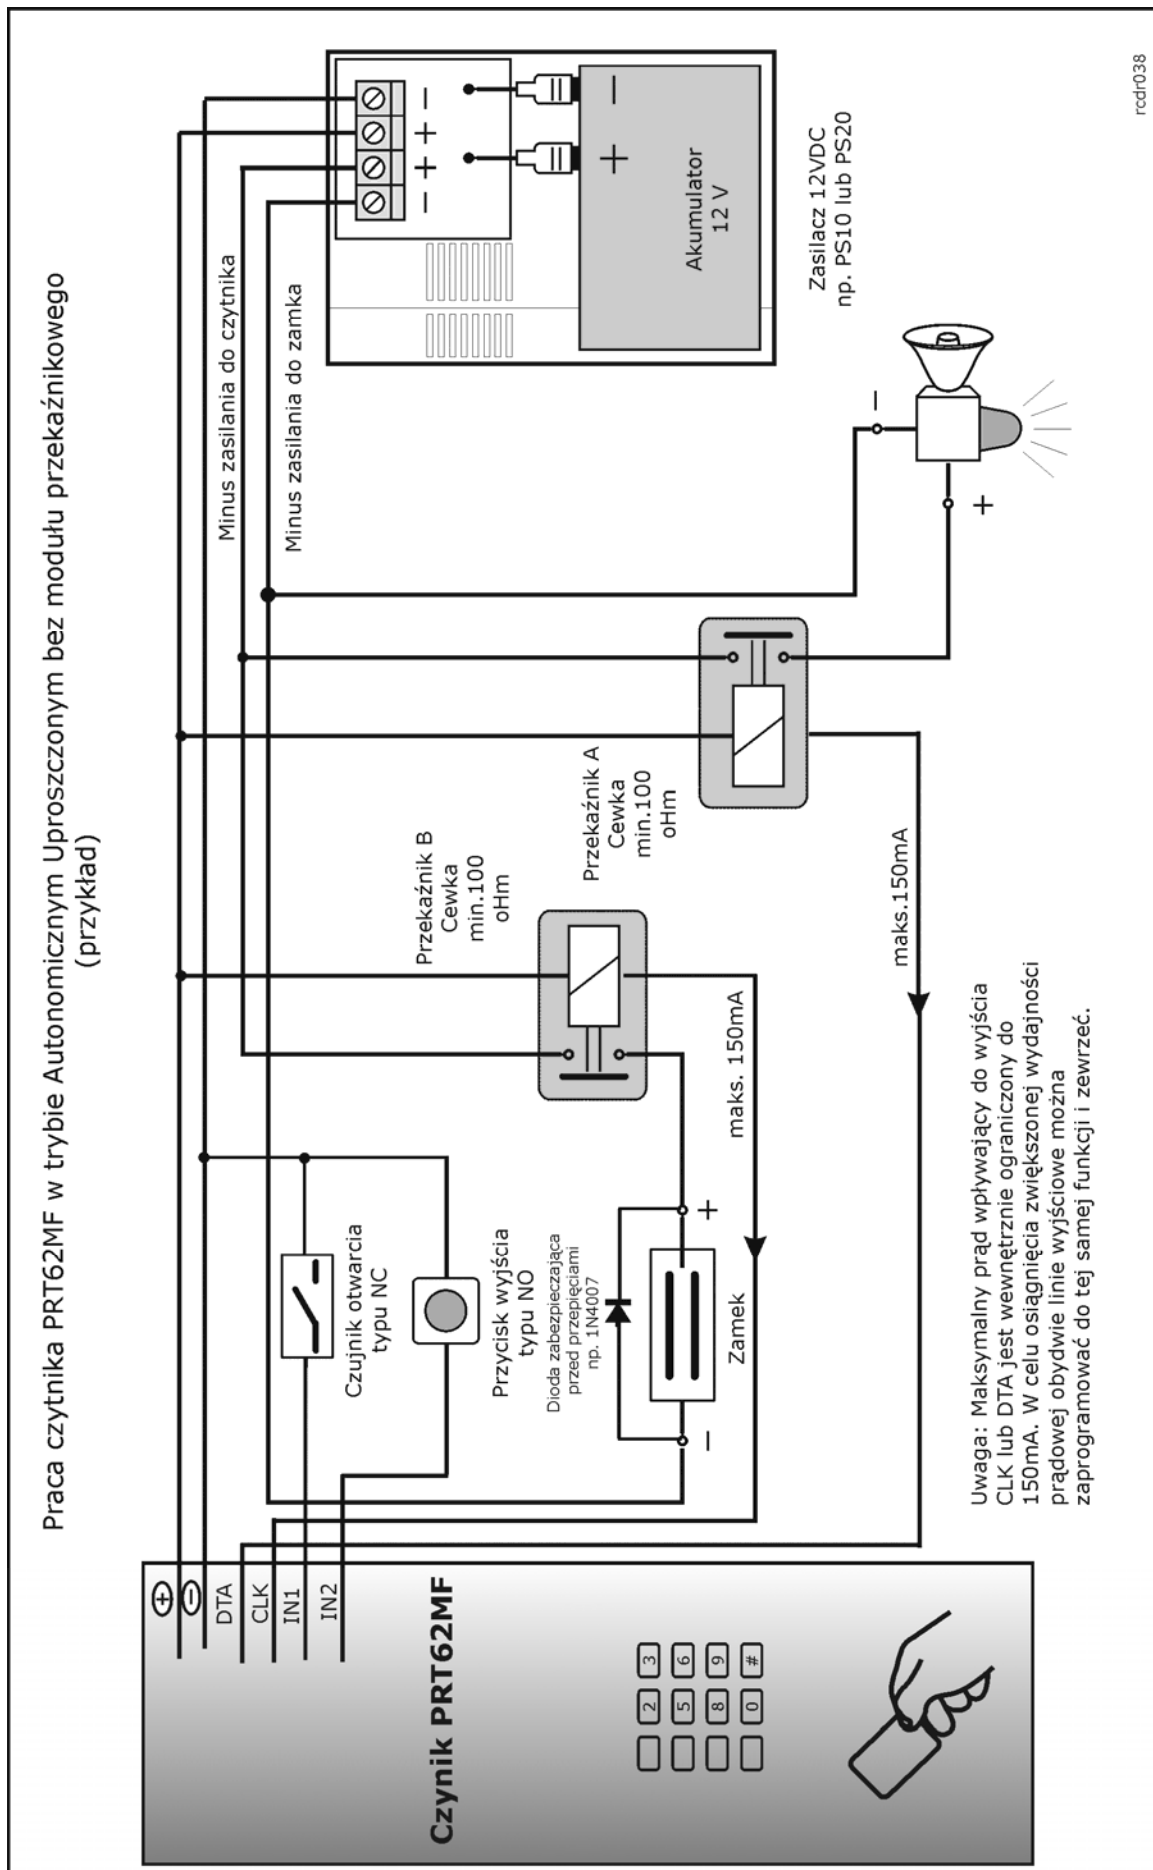 Praca czytnika PRT62MF w trybie Autonomicznym Uproszczonym bez modułu przekaźnikowego
(przykład)
Minus zasilania do czytnika
Minus zasilania do zamka
− + + −
− +
Akumulator
12 V
Zasilacz 12VDC
np. PS10 lub PS20
⊕
⊖
DTA
CLK
IN1
IN2
Czujnik otwarcia
typu NC
Przycisk wyjścia
typu NO
Dioda zabezpieczająca
przed przepięciami
np. 1N4007
− +
Zamek
Przekaźnik B
Cewka
min.100
oHm
maks. 150mA
Przekaźnik A
Cewka
min.100
oHm
maks.150mA
+ −
Czynik PRT62MF
2 3
5 6
8 9
0 #
Uwaga: Maksymalny prąd wpływający do wyjścia
CLK lub DTA jest wewnętrznie ograniczony do
150mA. W celu osiągnięcia zwiększonej wydajności
prądowej obydwie linie wyjściowe można
zaprogramować do tej samej funkcji i zewrzeć.
rcdr038